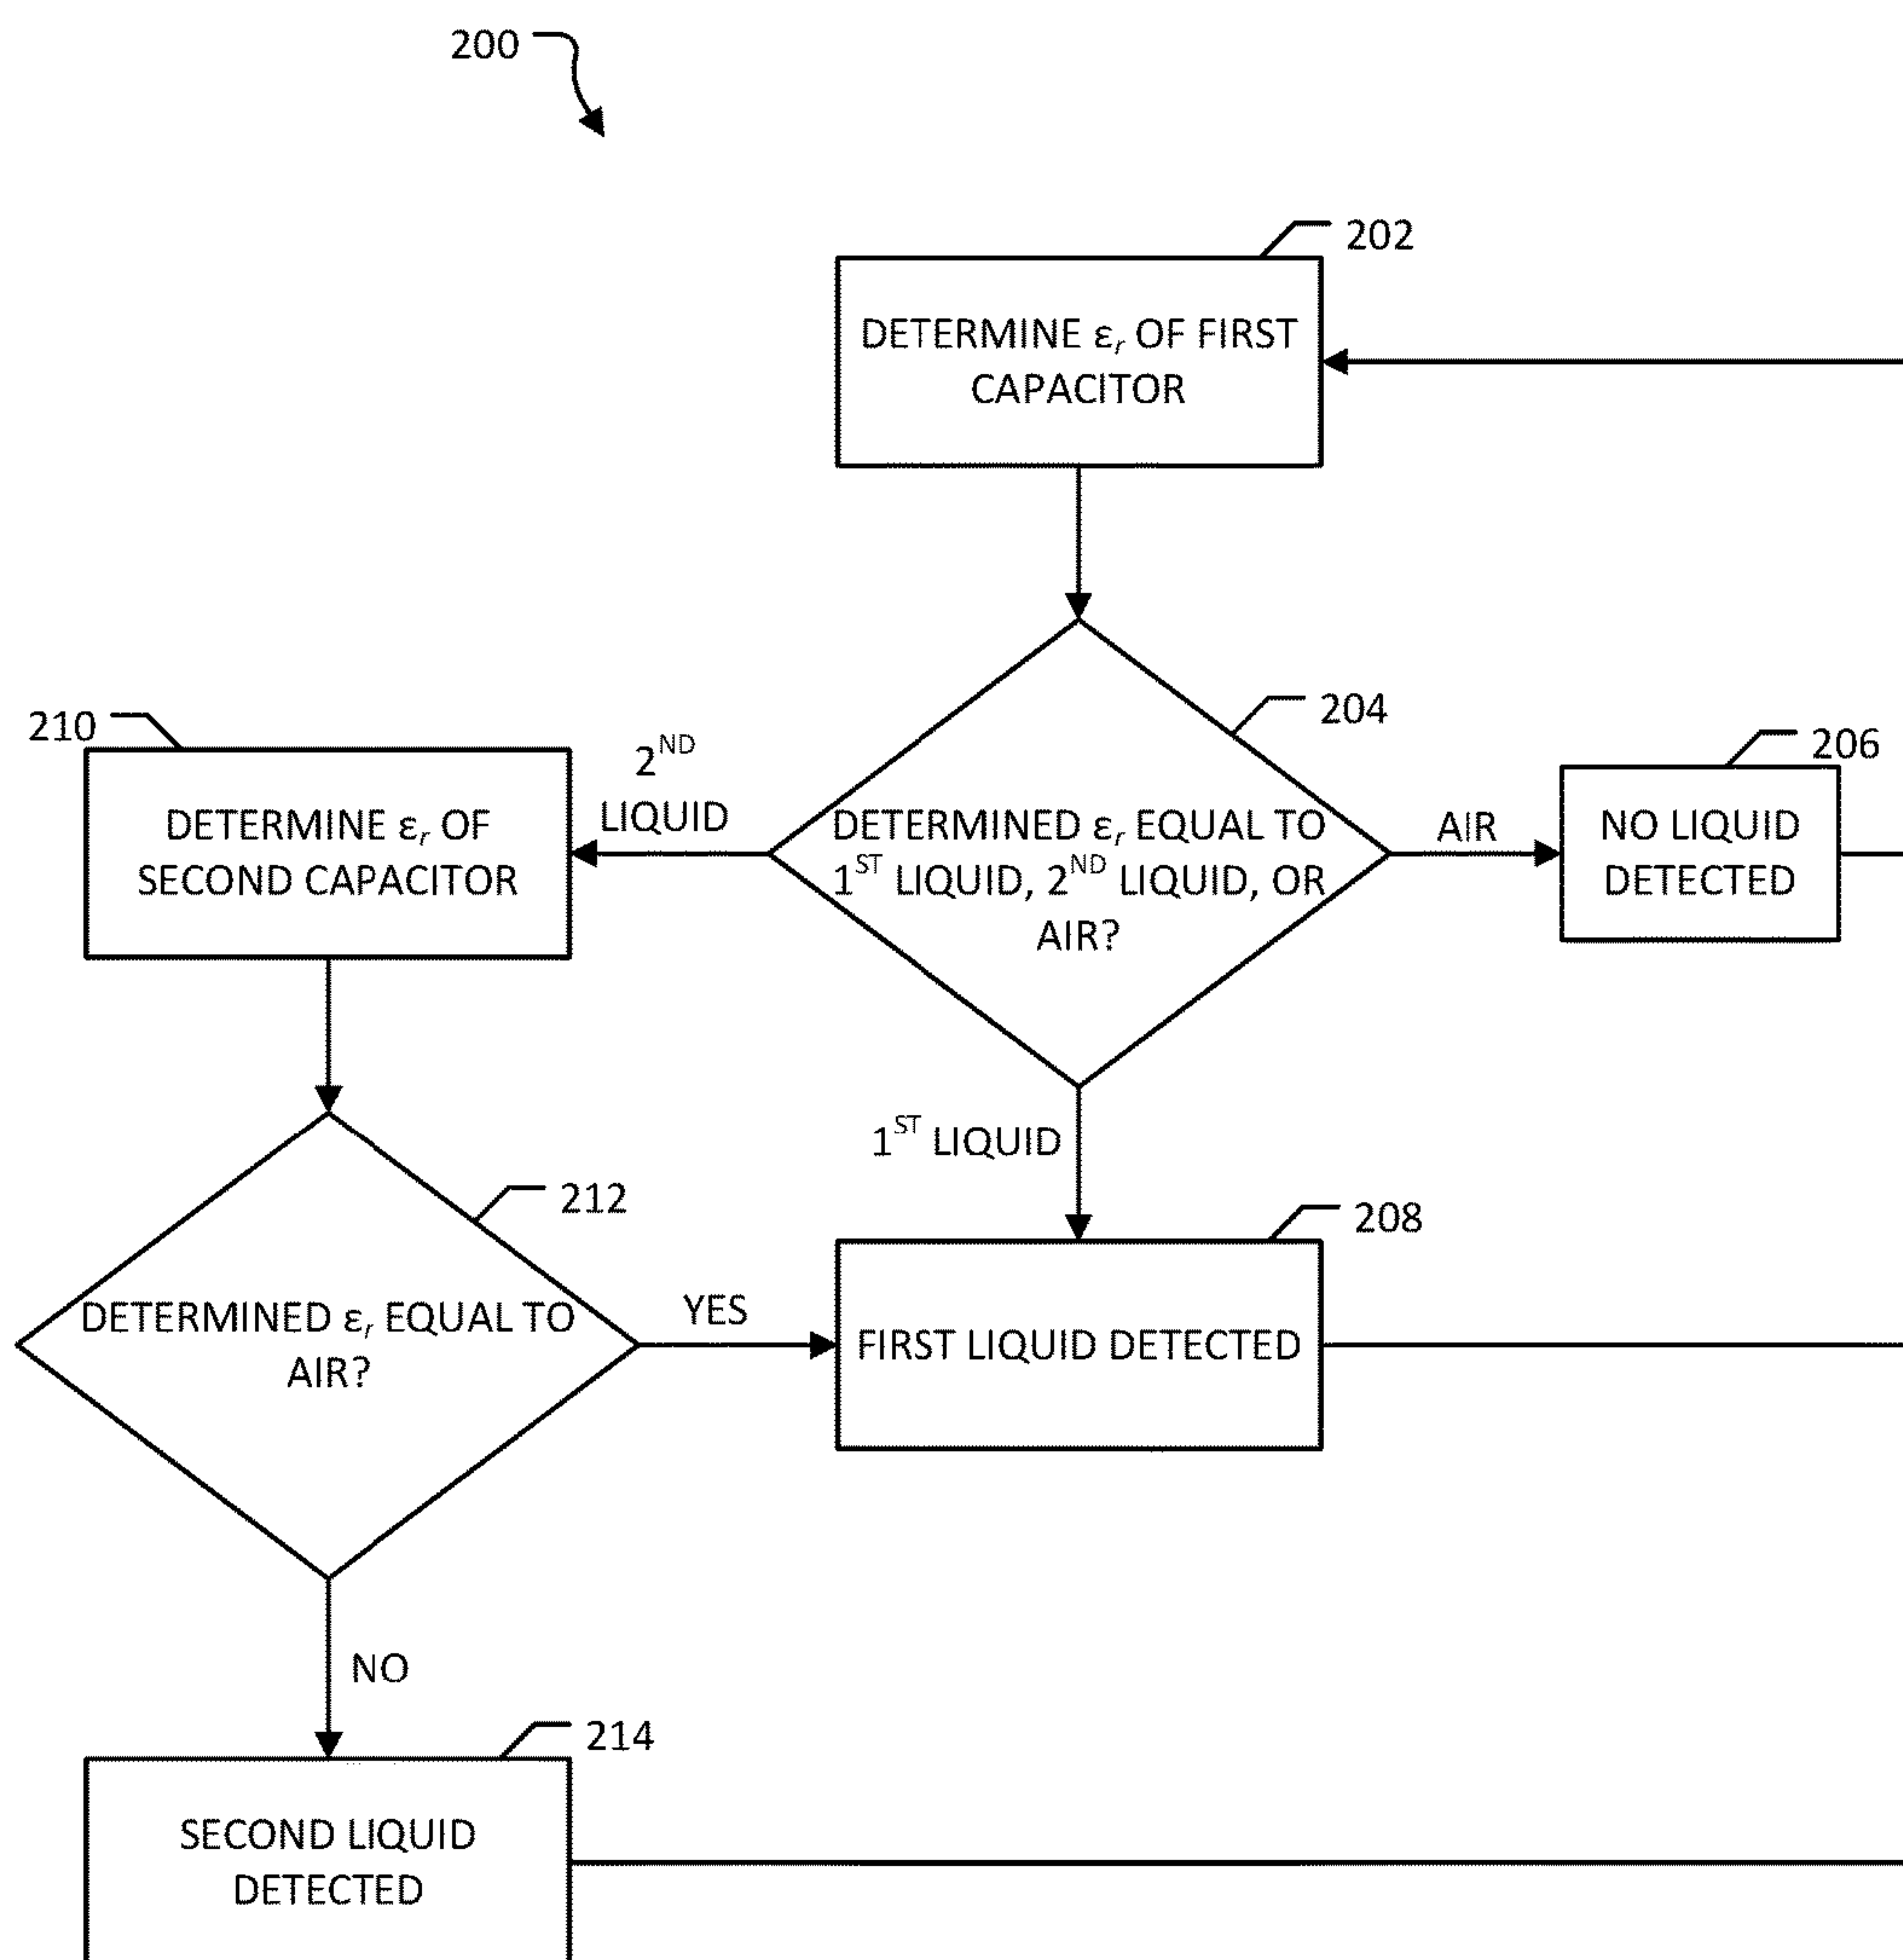 200
202
DETERMINE εr OF FIRST
CAPACITOR
204
DETERMINED εr EQUAL TO
1ST LIQUID, 2ND LIQUID, OR
AIR?
AIR
206
NO LIQUID
DETECTED
2ND
LIQUID
210
DETERMINE εr OF
SECOND CAPACITOR
1ST LIQUID
212
DETERMINED εr EQUAL TO
AIR?
YES
208
FIRST LIQUID DETECTED
NO
214
SECOND LIQUID
DETECTED